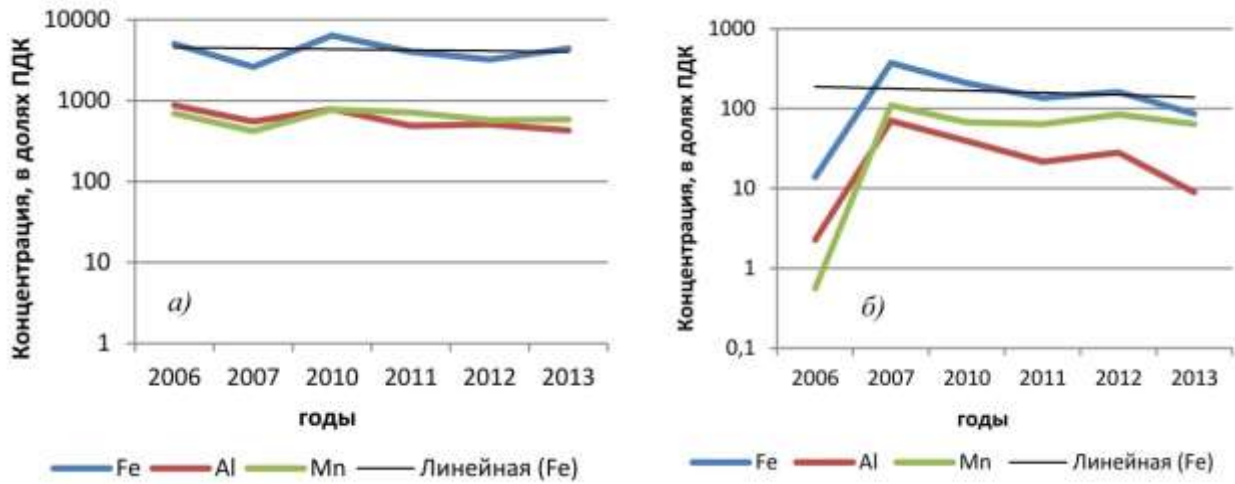 Концентрация, в долях ПДК
10000
1000
100
10
1
а)
2006 2007 2010 2011 2012 2013
годы
Fe Al Mn Линейная (Fe)
Концентрация, в долях ПДК
1000
100
10
1
0,1
б)
2006 2007 2010 2011 2012 2013
годы
Fe Al Mn Линейная (Fe)